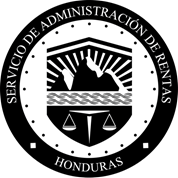 SERVICIO DE ADMINISTRACIÓN DE RENTAS
HONDURAS